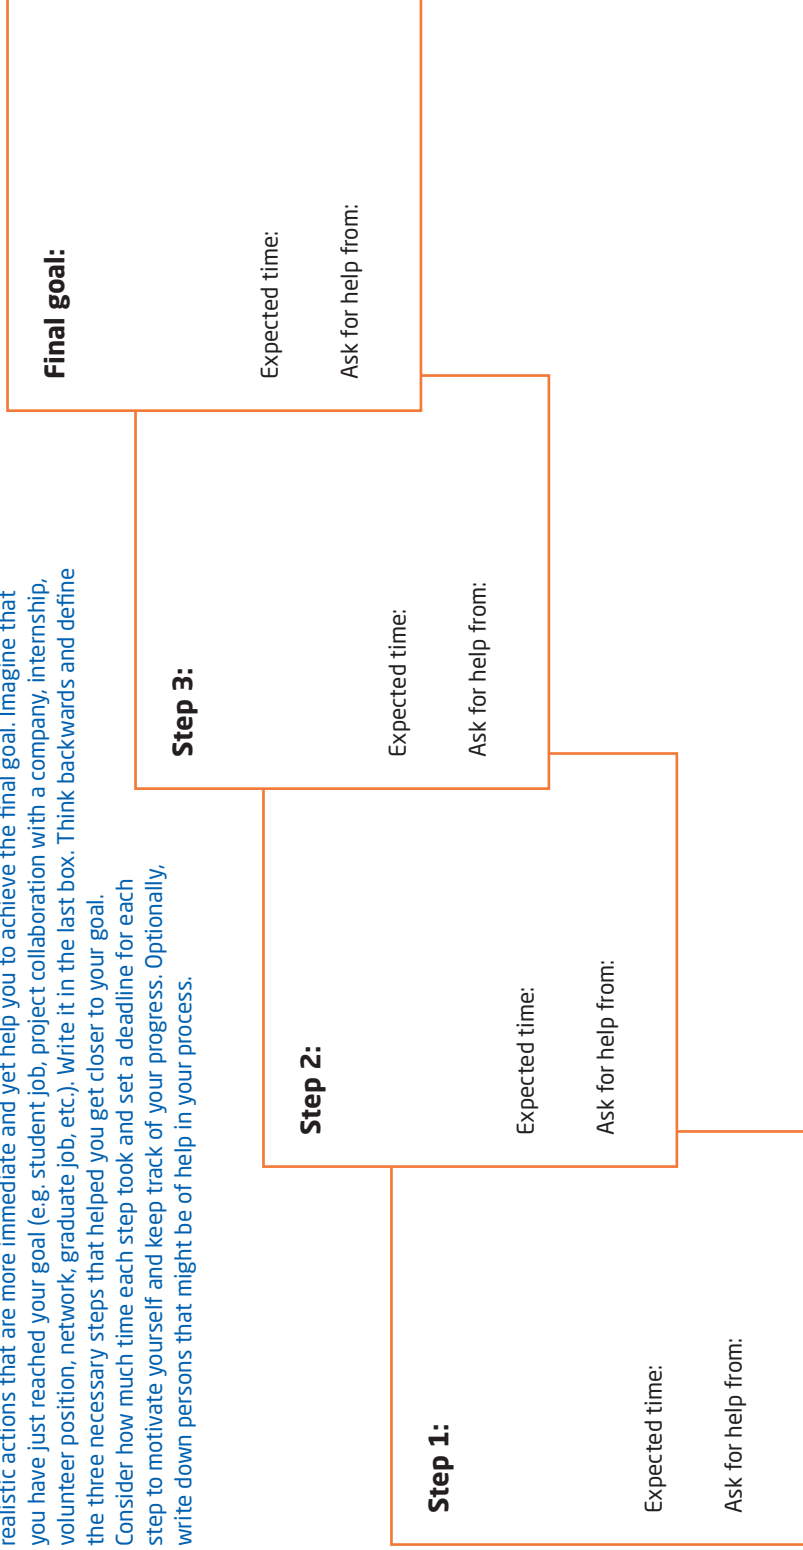 realistic actions that are more immediate and yet help you to achieve the final goal. Imagine that
you have just reached your goal (e.g. student job, project collaboration with a company, internship,
volunteer position, network, graduate job, etc.). Write it in the last box. Think backwards and define
the three necessary steps that helped you get closer to your goal.
Consider how much time each step took and set a deadline for each
step to motivate yourself and keep track of your progress. Optionally,
write down persons that might be of help in your process.
Step 1:
Expected time:
Ask for help from:
Step 2:
Expected time:
Ask for help from:
Step 3:
Expected time:
Ask for help from:
Final goal:
Expected time:
Ask for help from: